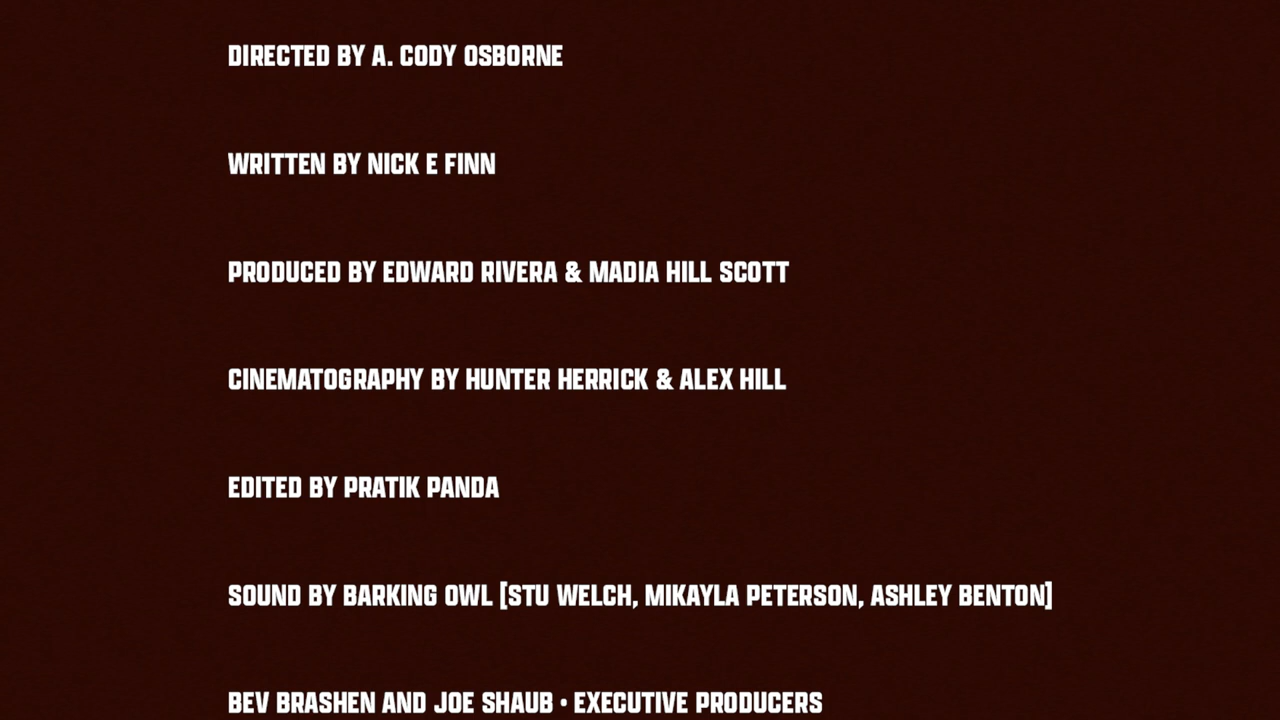 DIRECTED BY A. CODY OSBORNE
WRITTEN BY NICK E FINN
PRODUCED BY EDWARD RIVERA & MADIA HILL SCOTT
CINEMATOGRAPHY BY HUNTER HERRICK & ALEX HILL
EDITED BY PRATIK PANDA
SOUND BY BARKING OWL [STU WELCH, MIKAYLA PETERSON, ASHLEY BENTON]
BEV BRASHEN AND JOE SHAUB • EXECUTIVE PRODUCERS